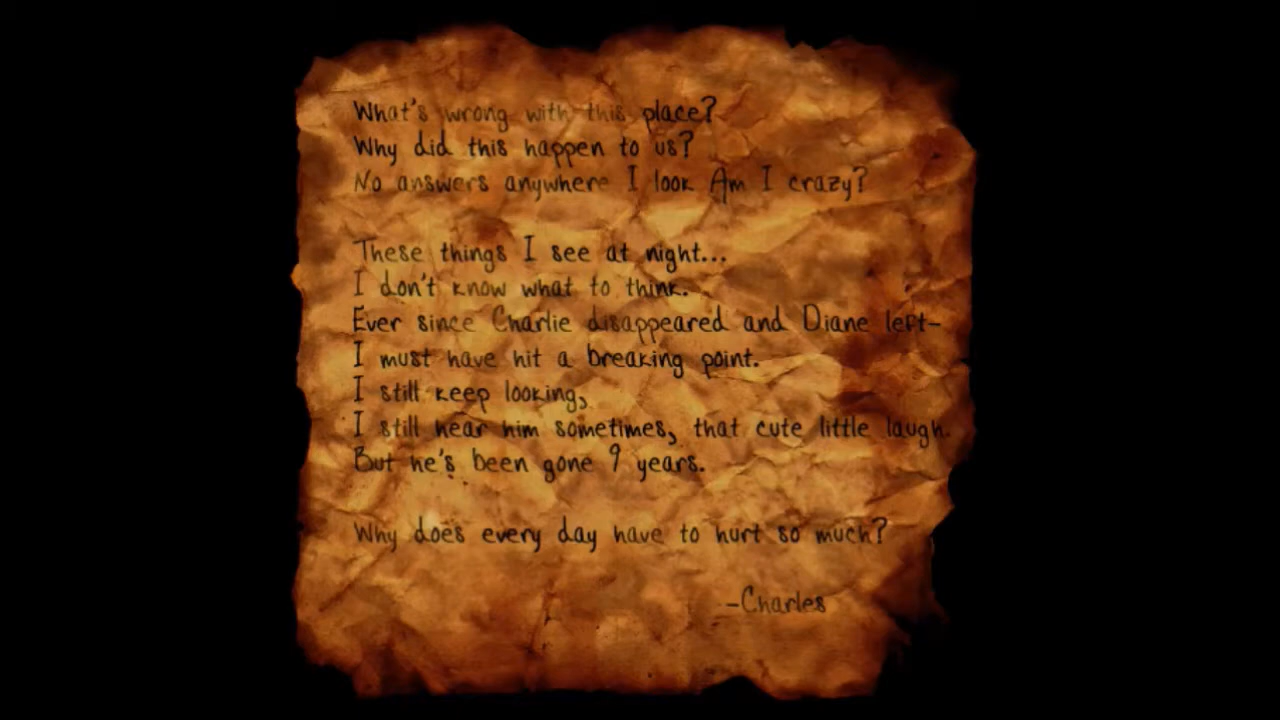 What's wrong with this place?
Why did this happen to us?
No answers anywhere I look Am I crazy?
These things I see at night...
I don't know what to think.
Ever since Charlie disappeared and Diane left-
I must have hit a breaking point.
I still keep looking,
I still hear him sometimes, that cute little laugh.
But he's been gone 9 years.
Why does every day have to hurt so much?
-Charles